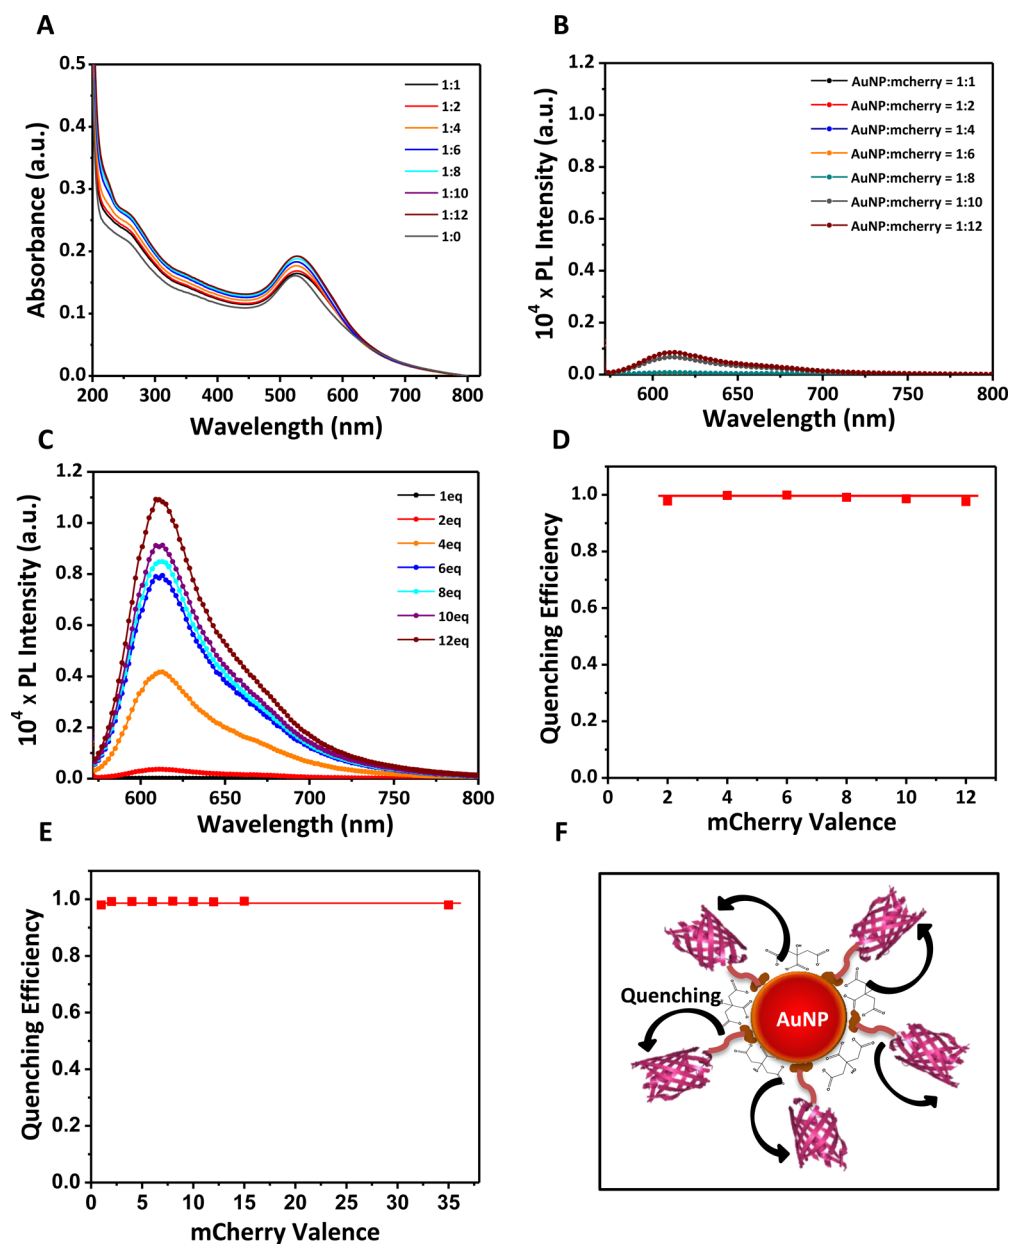 A
Absorbance (a.u.)
0.5
0.4
0.3
0.2
0.1
0.0
200 300 400 500 600 700 800
Wavelength (nm)
1:1
1:2
1:4
1:6
1:8
1:10
1:12
1:0
B
10⁴ x PL Intensity (a.u.)
1.2
1.0
0.8
0.6
0.4
0.2
0.0
600 650 700 750 800
Wavelength (nm)
AuNP:mcherry = 1:1
AuNP:mcherry = 1:2
AuNP:mcherry = 1:4
AuNP:mcherry = 1:6
AuNP:mcherry = 1:8
AuNP:mcherry = 1:10
AuNP:mcherry = 1:12
C
10⁴ x PL Intensity (a.u.)
1.2
1.0
0.8
0.6
0.4
0.2
0.0
600 650 700 750 800
Wavelength (nm)
1eq
2eq
4eq
6eq
8eq
10eq
12eq
D
Quenching Efficiency
1.0
0.8
0.6
0.4
0.2
0.0
0 2 4 6 8 10 12
mCherry Valence
E
Quenching Efficiency
1.0
0.8
0.6
0.4
0.2
0.0
0 5 10 15 20 25 30 35
mCherry Valence
F
Quenching
AuNP